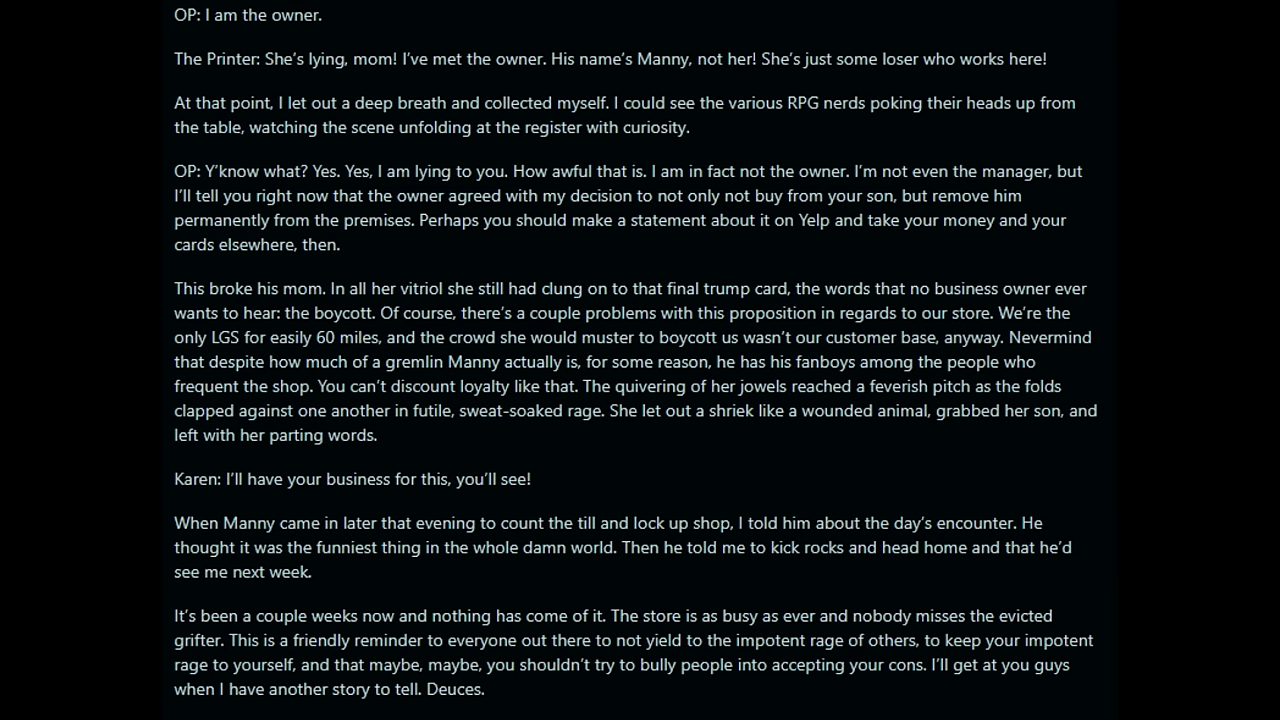 OP: I am the owner.
The Printer: She's lying, mom! I've met the owner. His name's Manny, not her! She's just some loser who works here!
At that point, I let out a deep breath and collected myself. I could see the various RPG nerds poking their heads up from
the table, watching the scene unfolding at the register with curiosity.
OP: Y'know what? Yes. Yes, I am lying to you. How awful that is. I am in fact not the owner. I'm not even the manager, but
I'll tell you right now that the owner agreed with my decision to not only not buy from your son, but remove him
permanently from the premises. Perhaps you should make a statement about it on Yelp and take your money and your
cards elsewhere, then.
This broke his mom. In all her vitriol she still had clung on to that final trump card, the words that no business owner ever
wants to hear: the boycott. Of course, there's a couple problems with this proposition in regards to our store. We're the
only LGS for easily 60 miles, and the crowd she would muster to boycott us wasn't our customer base, anyway. Nevermind
that despite how much of a gremlin Manny actually is, for some reason, he has his fanboys among the people who
frequent the shop. You can't discount loyalty like that. The quivering of her jowels reached a feverish pitch as the folds
clapped against one another in futile, sweat-soaked rage. She let out a shriek like a wounded animal, grabbed her son, and
left with her parting words.
Karen: I'll have your business for this, you'll see!
When Manny came in later that evening to count the till and lock up shop, I told him about the day's encounter. He
thought it was the funniest thing in the whole damn world. Then he told me to kick rocks and head home and that he'd
see me next week.
It's been a couple weeks now and nothing has come of it. The store is as busy as ever and nobody misses the evicted
grifter. This is a friendly reminder to everyone out there to not yield to the impotent rage of others, to keep your impotent
rage to yourself, and that maybe, maybe, you shouldn't try to bully people into accepting your cons. I'll get at you guys
when I have another story to tell. Deuces.